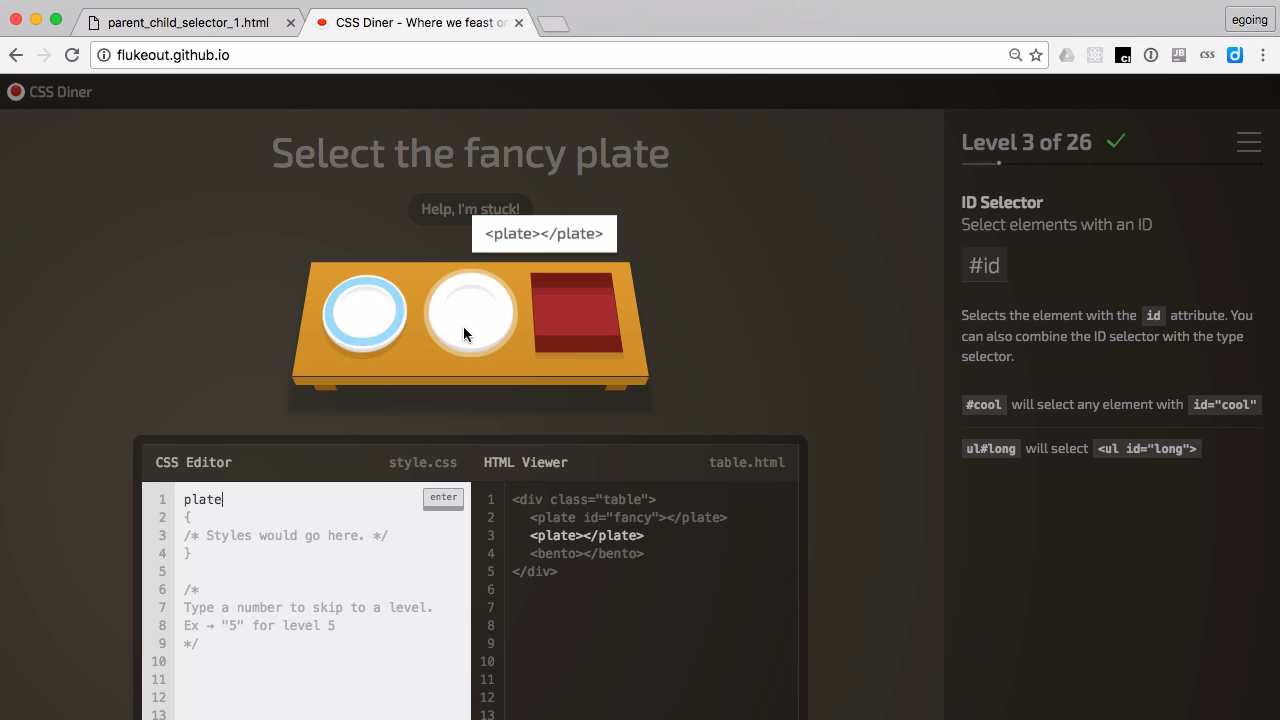 parent_child_selector_1.html
CSS Diner - Where we feast on
egoing
flukeout.github.io
JB
css
CSS Diner
Select the fancy plate
Help, I'm stuck!
<plate></plate>
CSS Editor style.css
1 plate
enter
2 {
3 /* Styles would go here. */
4 }
5
6 /*
7 Type a number to skip to a level.
8 Ex → "5" for level 5
9 */
10
11
12
13
HTML Viewer table.html
1 <div class="table">
2 <plate id="fancy"></plate>
3 <plate></plate>
4 <bento></bento>
5 </div>
6
7
8
9
10
11
12
13
Level 3 of 26
ID Selector
Select elements with an ID
#id
Selects the element with the id attribute. You
can also combine the ID selector with the type
selector.
#cool will select any element with id="cool"
ul#long will select <ul id="long">